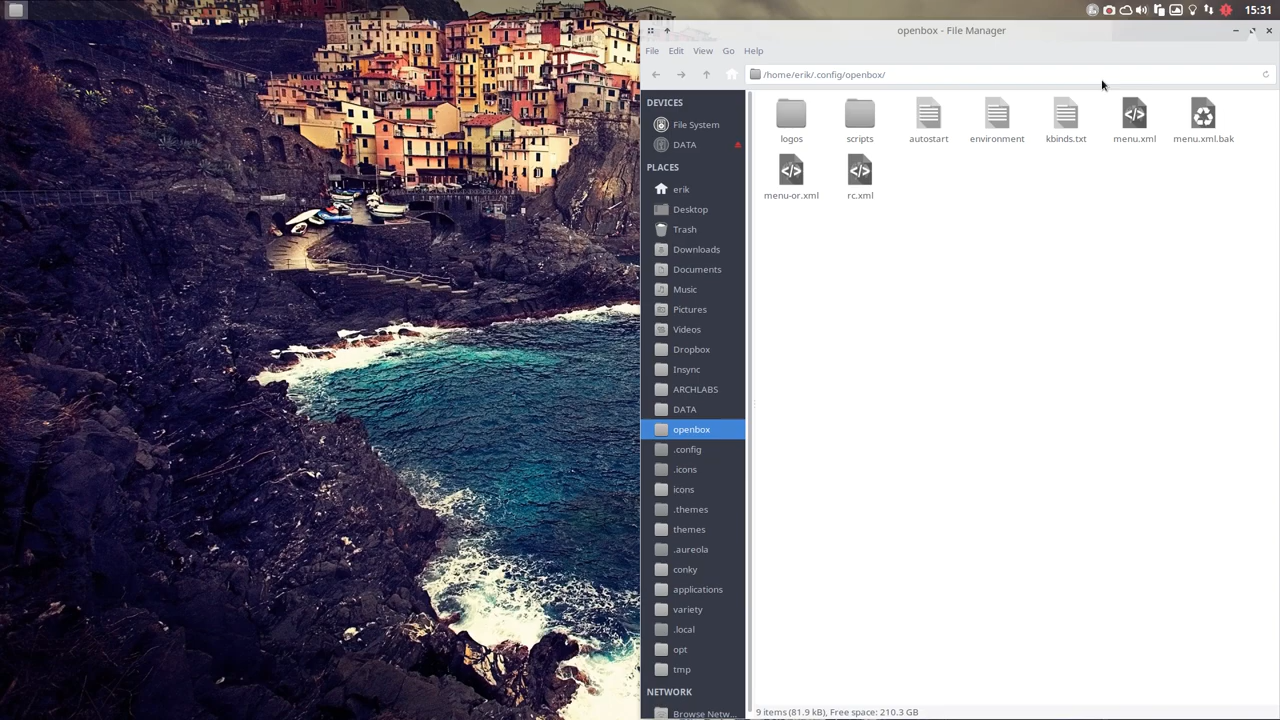 15:31
openbox - File Manager
File Edit View Go Help
/home/erik/.config/openbox/
DEVICES
File System
DATA
PLACES
erik
Desktop
Trash
Downloads
Documents
Music
Pictures
Videos
Dropbox
Insync
ARCHLABS
DATA
openbox
.config
.icons
icons
.themes
themes
.aureola
conky
applications
variety
.local
opt
tmp
NETWORK
Browse Netw...
logos scripts autostart environment kbinds.txt menu.xml menu.xml.bak
menu-or.xml rc.xml
9 items (81.9 kB), Free space: 210.3 GB